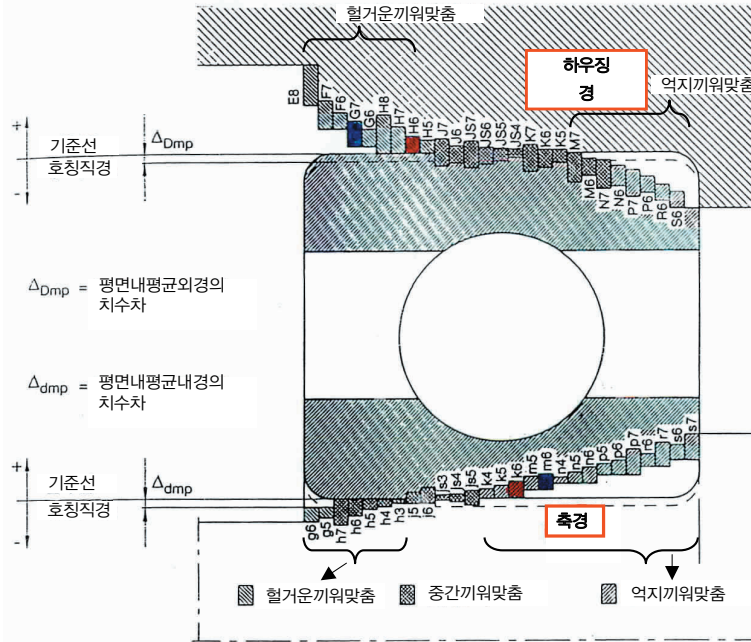 헐거운끼워맞춤
하우징
경
억지끼워맞춤
E8
F7
F6
G7
G6
H8
H7
H6
H5
J7
J6
JS7
JS6
JS5
JS4
K7
K6
K5
M7
M6
N7
N6
P7
P6
R6
S6
+
기준선
호칭직경
-
Δ Dmp
Δ Dmp = 평면내평균외경의
치수차
Δ dmp = 평면내평균내경의
치수차
+
기준선
호칭직경
-
Δ dmp
g6
g5
h7
h6
h5
h4
h3
j5
j6
js3
js4
js5
k4
k5
k6
m5
m6
n4
n5
n6
p5
p6
p7
r6
r7
s6
s7
축경
헐거운끼워맞춤
중간끼워맞춤
억지끼워맞춤